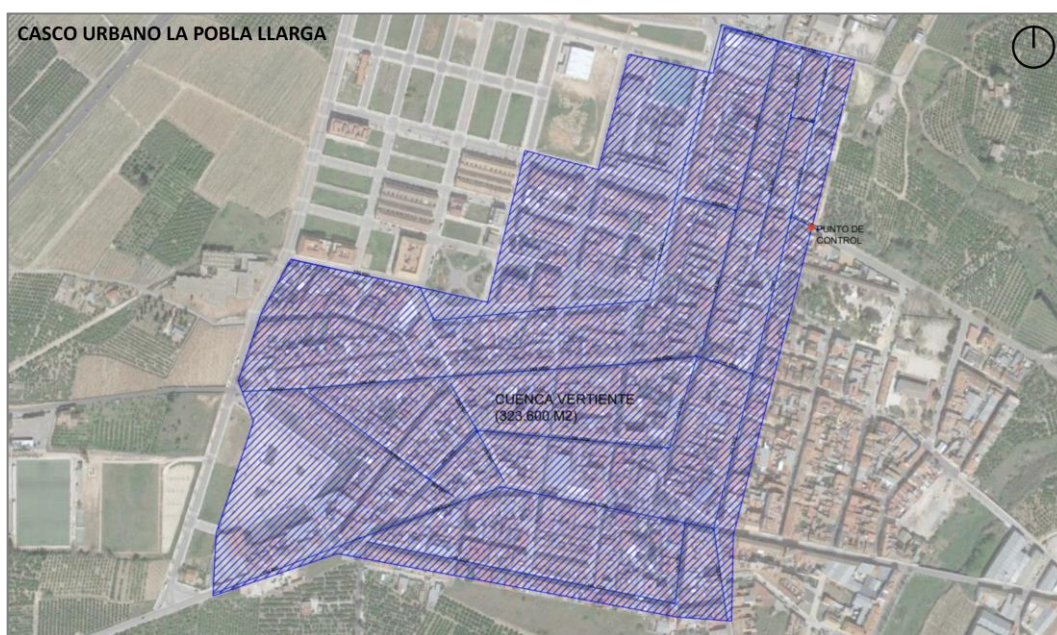 CASCO URBANO LA POBLA LLARGA
PUNTO DE
CONTROL
CUENCA VERTIENTE
(323.600 M2)